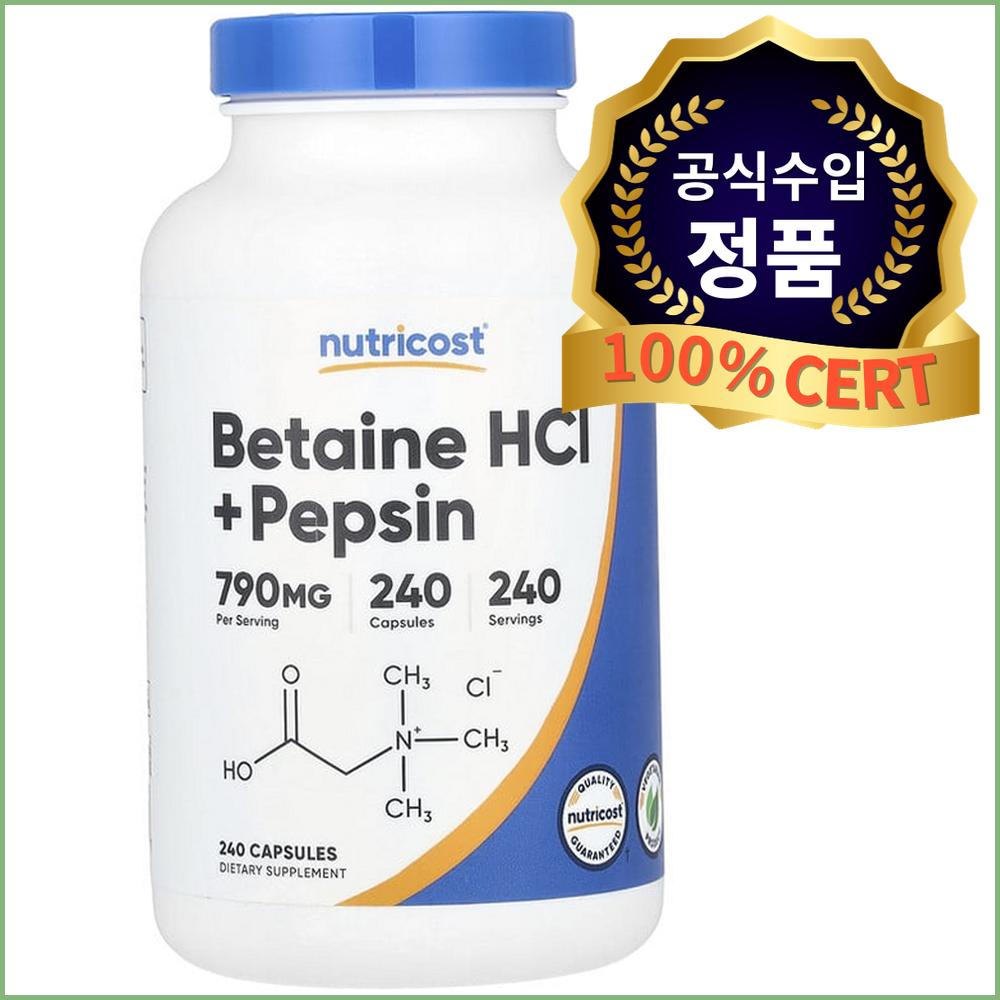 공식수입
정품
100% CERT
nutricost®
Betaine HCl
+Pepsin
790MG
Per Serving
240
Capsules
240
Servings
O
HO
CH₃
Cl⁻
N⁺
CH₃
CH₃
240 CAPSULES
DIETARY SUPPLEMENT
QUALITY
nutricost
GUARANTEED
†